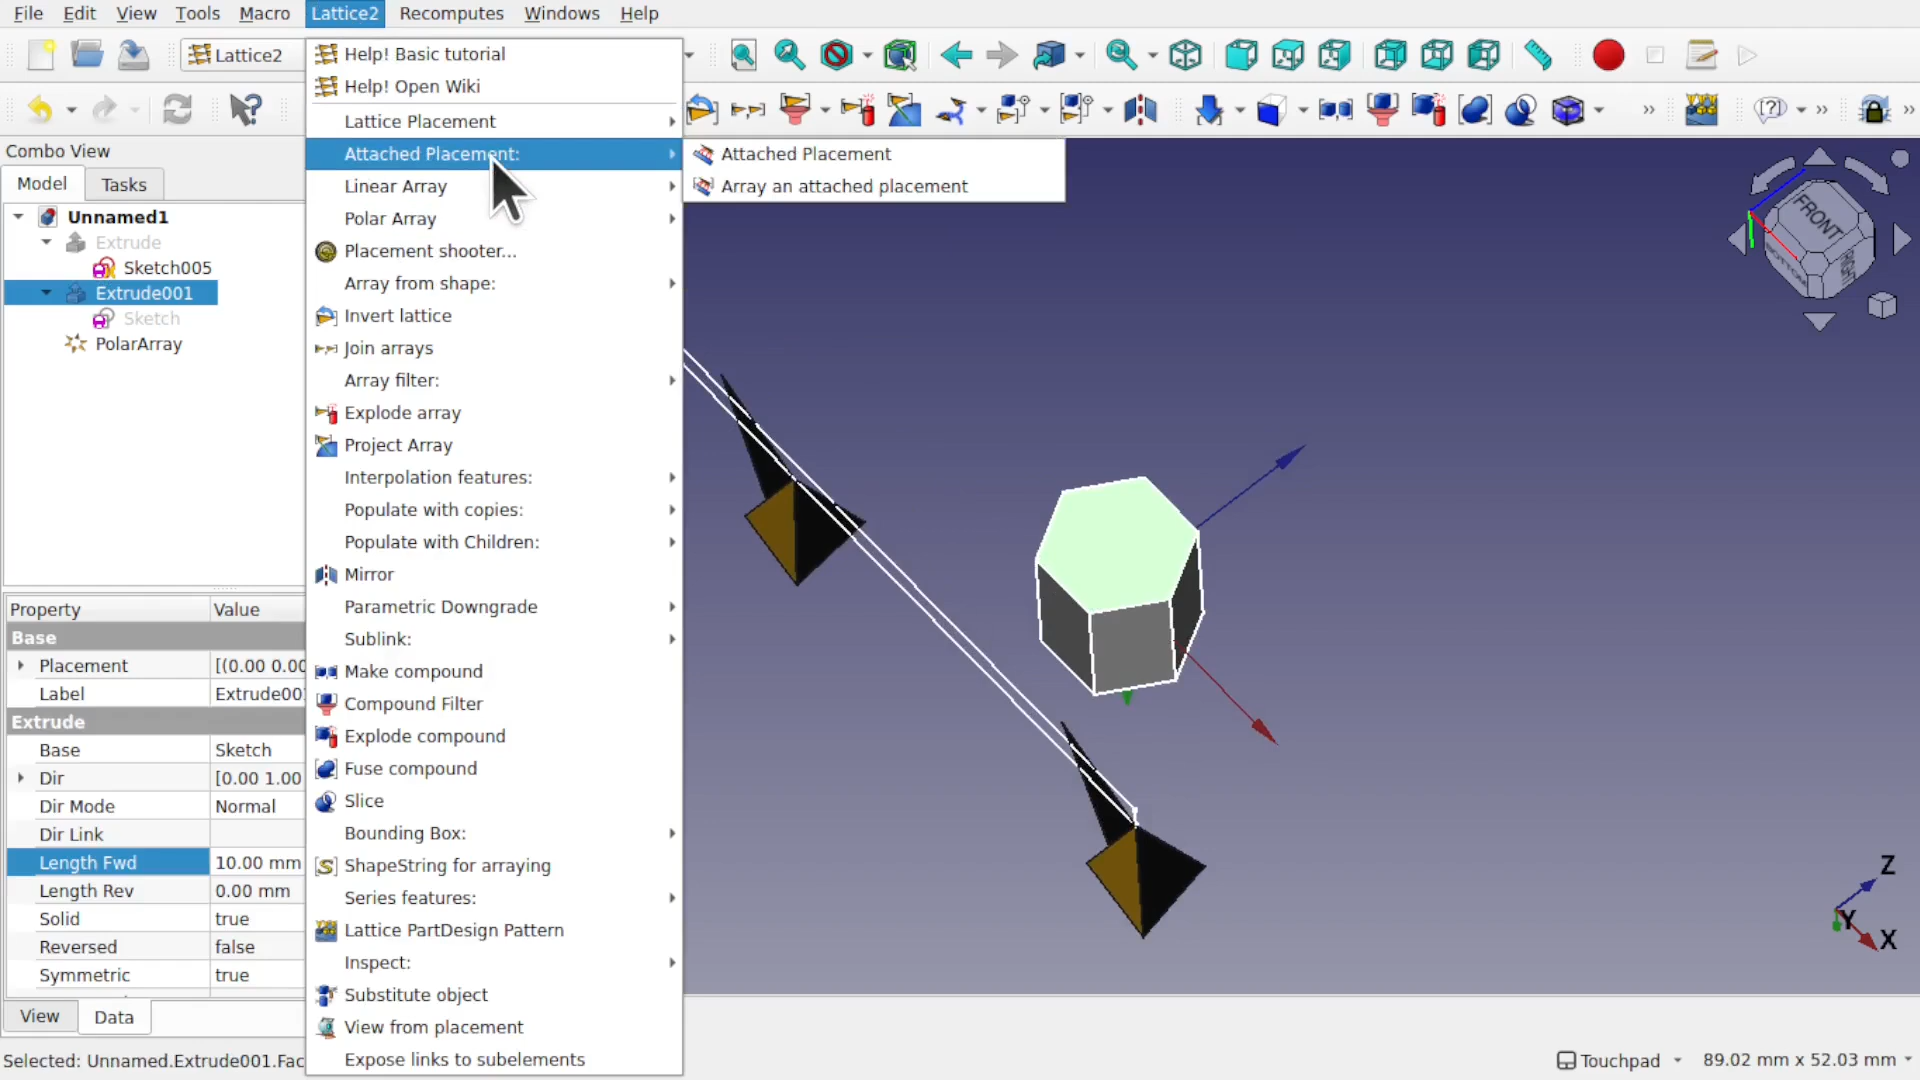 File Edit View Tools Macro Lattice2 Recomputes Windows Help
Lattice2
Help! Basic tutorial
Help! Open Wiki
Lattice Placement
Attached Placement:
Linear Array
Polar Array
Placement shooter...
Array from shape:
Invert lattice
Join arrays
Array filter:
Explode array
Project Array
Interpolation features:
Populate with copies:
Populate with Children:
Mirror
Parametric Downgrade
Sublink:
Make compound
Compound Filter
Explode compound
Fuse compound
Slice
Bounding Box:
ShapeString for arraying
Series features:
Lattice PartDesign Pattern
Inspect:
Substitute object
View from placement
Expose links to subelements
Attached Placement
Array an attached placement
Combo View
Model Tasks
Unnamed1
Extrude
Sketch005
Extrude001
Sketch
PolarArray
Property Value
Base
Placement [(0.00 0.00
Label Extrude00
Extrude
Base Sketch
Dir [0.00 1.00
Dir Mode Normal
Dir Link
Length Fwd 10.00 mm
Length Rev 0.00 mm
Solid true
Reversed false
Symmetric true
View Data
Selected: Unnamed.Extrude001.Fac
FRONT
RIGHT
BOTTOM
Z
Y
X
Touchpad 89.02 mm x 52.03 mm